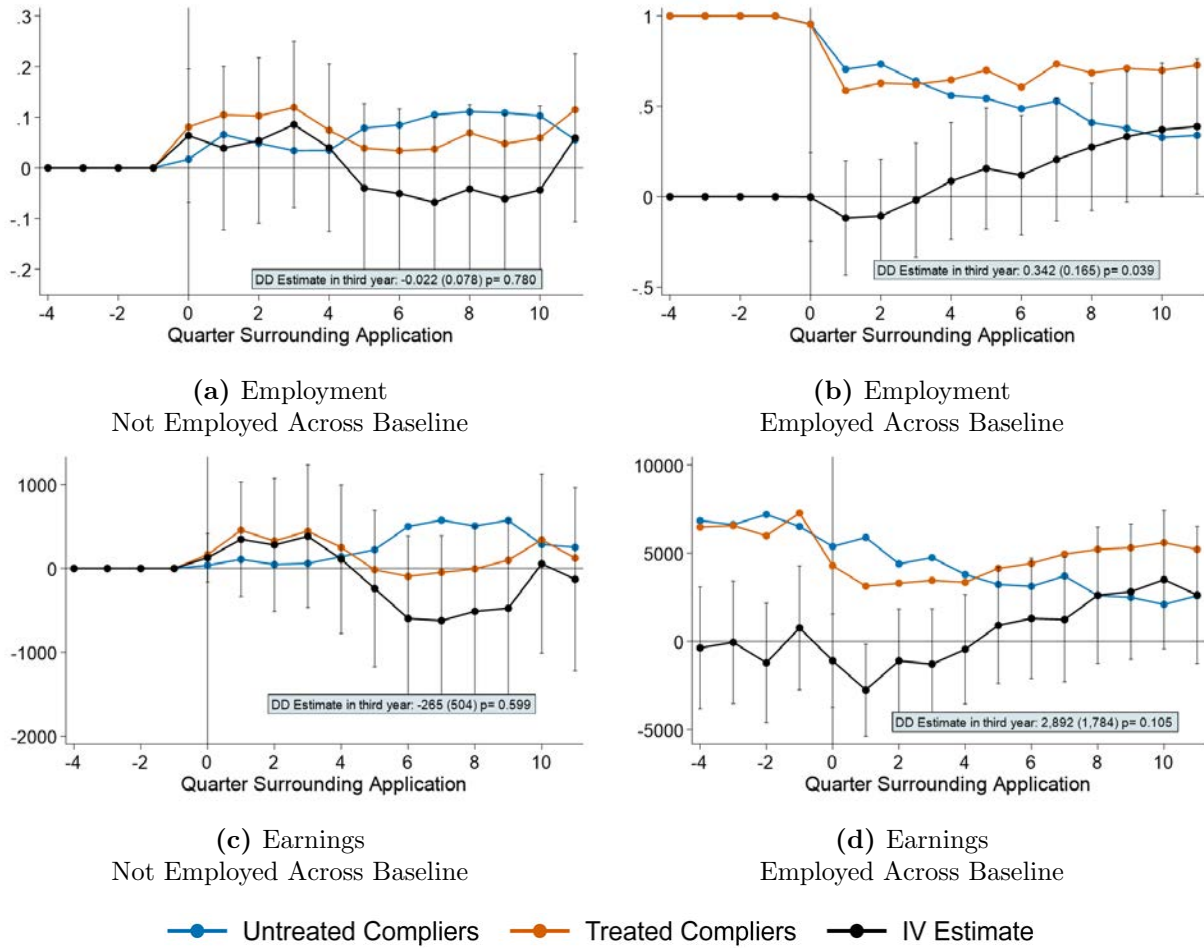 .3
.2
.1
0
-.1
-.2
DD Estimate in third year: -0.022 (0.078) p= 0.780
-4 -2 0 2 4 6 8 10
Quarter Surrounding Application
(a) Employment
Not Employed Across Baseline
1
.5
0
-.5
DD Estimate in third year: 0.342 (0.165) p= 0.039
-4 -2 0 2 4 6 8 10
Quarter Surrounding Application
(b) Employment
Employed Across Baseline
1000
0
-1000
-2000
DD Estimate in third year: -265 (504) p= 0.599
-4 -2 0 2 4 6 8 10
Quarter Surrounding Application
(c) Earnings
Not Employed Across Baseline
10000
5000
0
-5000
DD Estimate in third year: 2,892 (1,784) p= 0.105
-4 -2 0 2 4 6 8 10
Quarter Surrounding Application
(d) Earnings
Employed Across Baseline
Untreated Compliers Treated Compliers IV Estimate